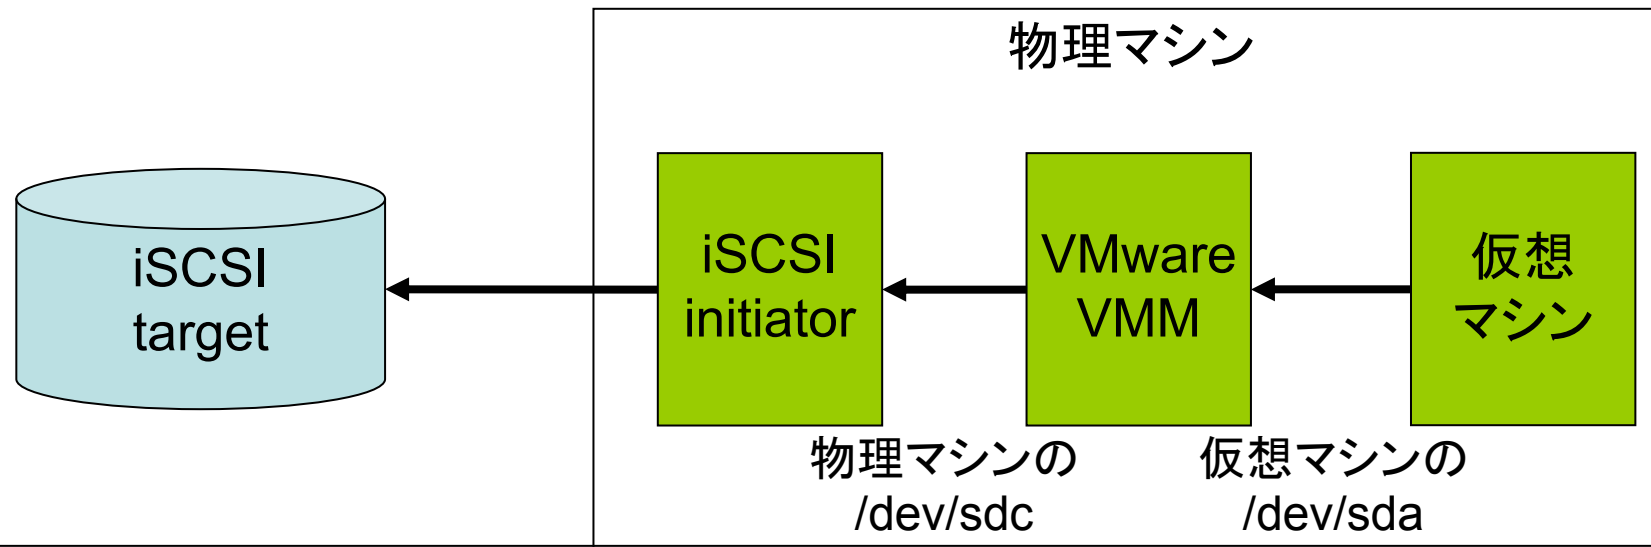 物理マシン
iSCSI
target
iSCSI
initiator
VMware
VMM
仮想
マシン
物理マシンの
/dev/sdc
仮想マシンの
/dev/sda